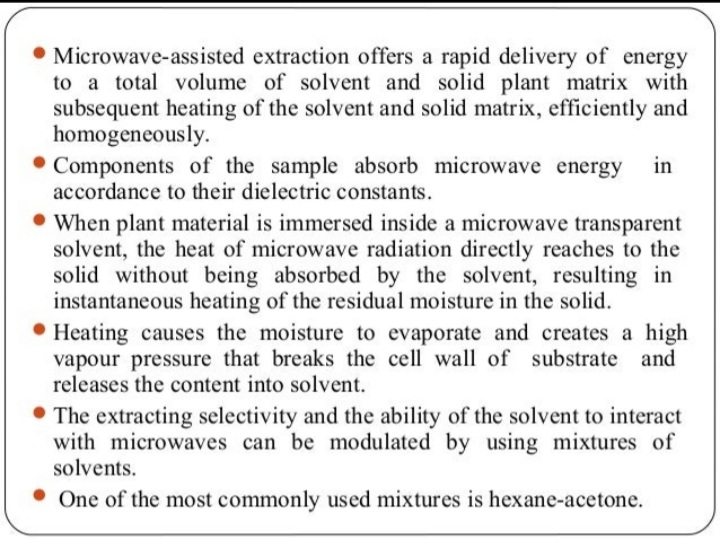 • Microwave-assisted extraction offers a rapid delivery of energy
to a total volume of solvent and solid plant matrix with
subsequent heating of the solvent and solid matrix, efficiently and
homogeneously.
• Components of the sample absorb microwave energy in
accordance to their dielectric constants.
• When plant material is immersed inside a microwave transparent
solvent, the heat of microwave radiation directly reaches to the
solid without being absorbed by the solvent, resulting in
instantaneous heating of the residual moisture in the solid.
• Heating causes the moisture to evaporate and creates a high
vapour pressure that breaks the cell wall of substrate and
releases the content into solvent.
• The extracting selectivity and the ability of the solvent to interact
with microwaves can be modulated by using mixtures of
solvents.
• One of the most commonly used mixtures is hexane-acetone.